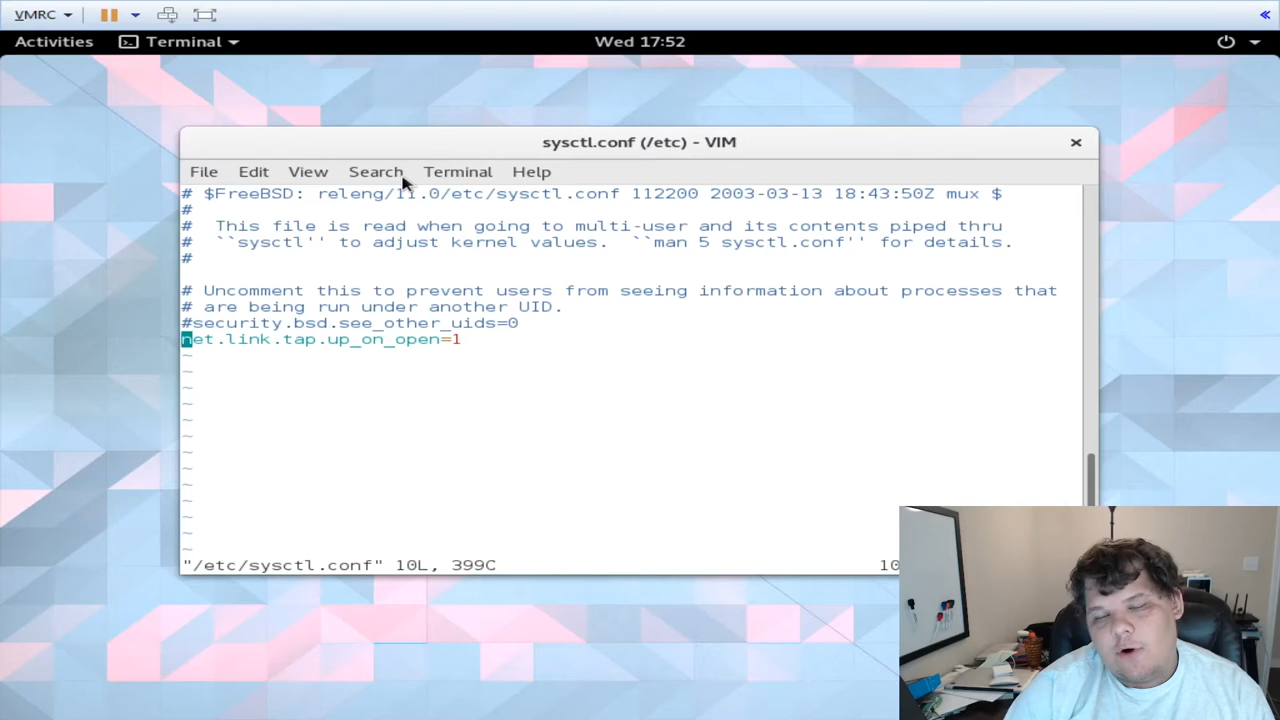 VMRC
Activities Terminal Wed 17:52
sysctl.conf (/etc) - VIM
File Edit View Search Terminal Help
# $FreeBSD: releng/11.0/etc/sysctl.conf 112200 2003-03-13 18:43:50Z mux $
#
#  This file is read when going to multi-user and its contents piped thru
#  ``sysctl'' to adjust kernel values.  ``man 5 sysctl.conf'' for details.
#
# Uncomment this to prevent users from seeing information about processes that
# are being run under another UID.
#security.bsd.see_other_uids=0
net.link.tap.up_on_open=1
~
~
~
~
~
~
~
~
~
~
~
~
~
"/etc/sysctl.conf" 10L, 399C 10